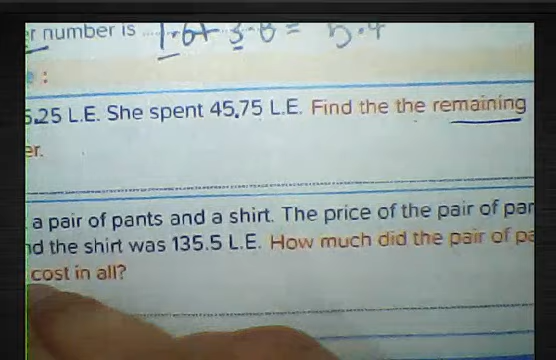 r number is 1.6 + 3.8 = 5.4
e :
5.25 L.E. She spent 45.75 L.E. Find the the remaining
er.
a pair of pants and a shirt. The price of the pair of par
nd the shirt was 135.5 L.E. How much did the pair of pa
cost in all?